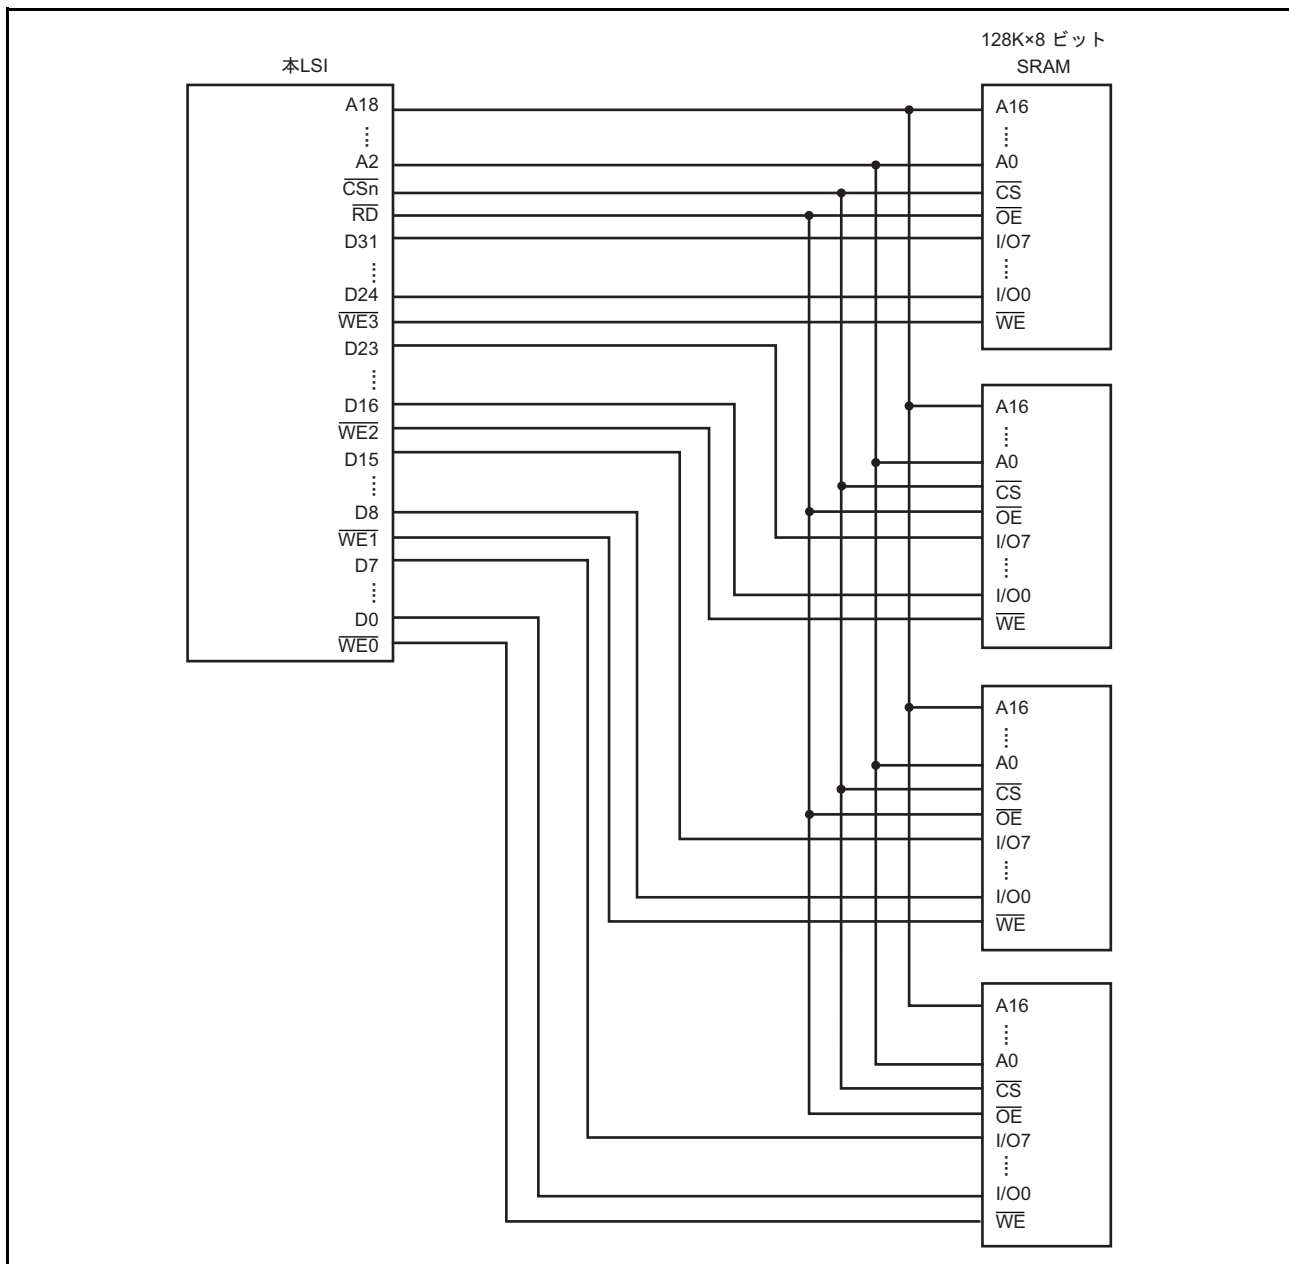 128K×8 ビット
SRAM
本LSI
A18
A2
CSn
RD
D31
D24
WE3
D23
D16
WE2
D15
D8
WE1
D7
D0
WE0
A16
A0
CS
OE
I/O7
I/O0
WE
A16
A0
CS
OE
I/O7
I/O0
WE
A16
A0
CS
OE
I/O7
I/O0
WE
A16
A0
CS
OE
I/O7
I/O0
WE